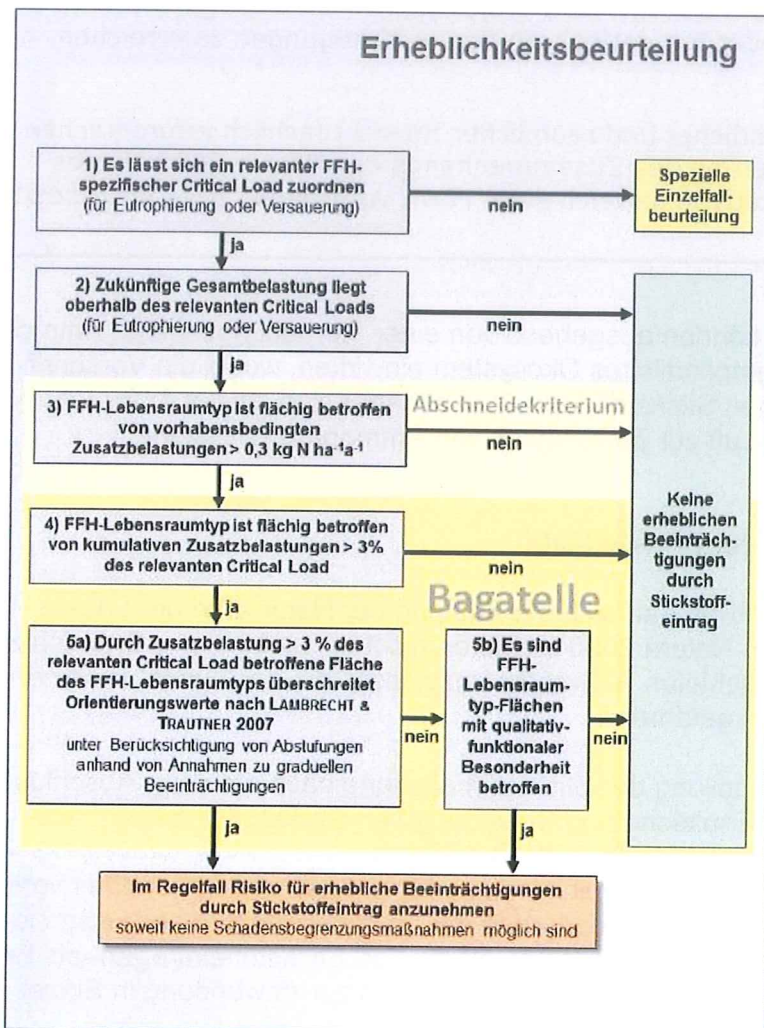 Erheblichkeitsbeurteilung
1) Es lässt sich ein relevanter FFH-
spezifischer Critical Load zuordnen
(für Eutrophierung oder Versauerung)
nein
Spezielle
Einzelfall-
beurteilung
ja
2) Zukünftige Gesamtbelastung liegt
oberhalb des relevanten Critical Loads
(für Eutrophierung oder Versauerung)
nein
ja
3) FFH-Lebensraumtyp ist flächig betroffen
von vorhabensbedingten
Zusatzbelastungen > 0,3 kg N ha⁻¹a⁻¹
Abschneidekriterium
nein
ja
4) FFH-Lebensraumtyp ist flächig betroffen
von kumulativen Zusatzbelastungen > 3%
des relevanten Critical Load
nein
Keine
erheblichen
Beeinträch-
tigungen
durch
Stickstoff-
eintrag
ja
Bagatelle
5a) Durch Zusatzbelastung > 3 % des
relevanten Critical Load betroffene Fläche
des FFH-Lebensraumtyps überschreitet
Orientierungswerte nach LAMBRECHT &
TRAUTNER 2007
unter Berücksichtigung von Abstufungen
anhand von Annahmen zu graduellen
Beeinträchtigungen
nein
5b) Es sind
FFH-
Lebensraum-
typ-Flächen
mit qualitativ-
funktionaler
Besonderheit
betroffen
nein
ja
ja
Im Regelfall Risiko für erhebliche Beeinträchtigungen
durch Stickstoffeintrag anzunehmen
soweit keine Schadensbegrenzungsmaßnahmen möglich sind